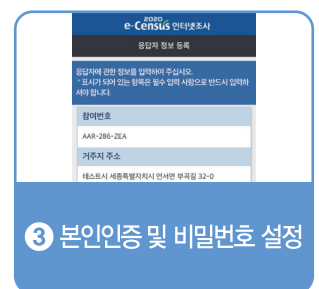 2020
e-Census 인터넷조사
응답자 정보 등록
응답자에 관한 정보를 입력하여 주십시오.
*표시가 되어 있는 항목은 필수 입력 사항으로 반드시 입력하
셔야 합니다.
참여번호
AAR-286-ZEA
거주지 주소
테스트시 세종특별자치시 연서면 부곡길 32-0
3 본인인증 및 비밀번호 설정